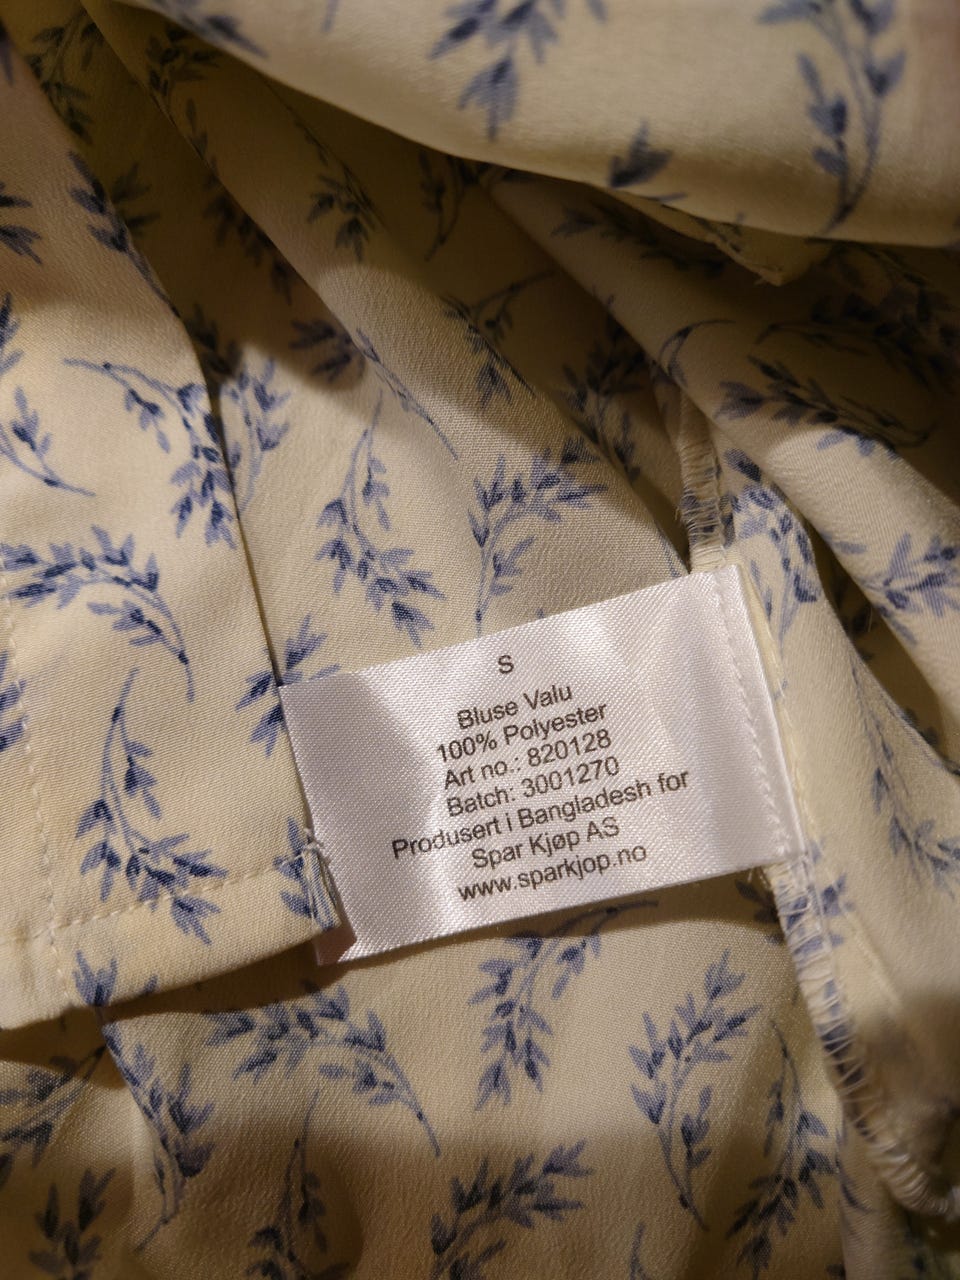 S
Bluse Valu
100% Polyester
Art no.: 820128
Batch: 3001270
Produsert i Bangladesh for
Spar Kjøp AS
www.sparkjop.no